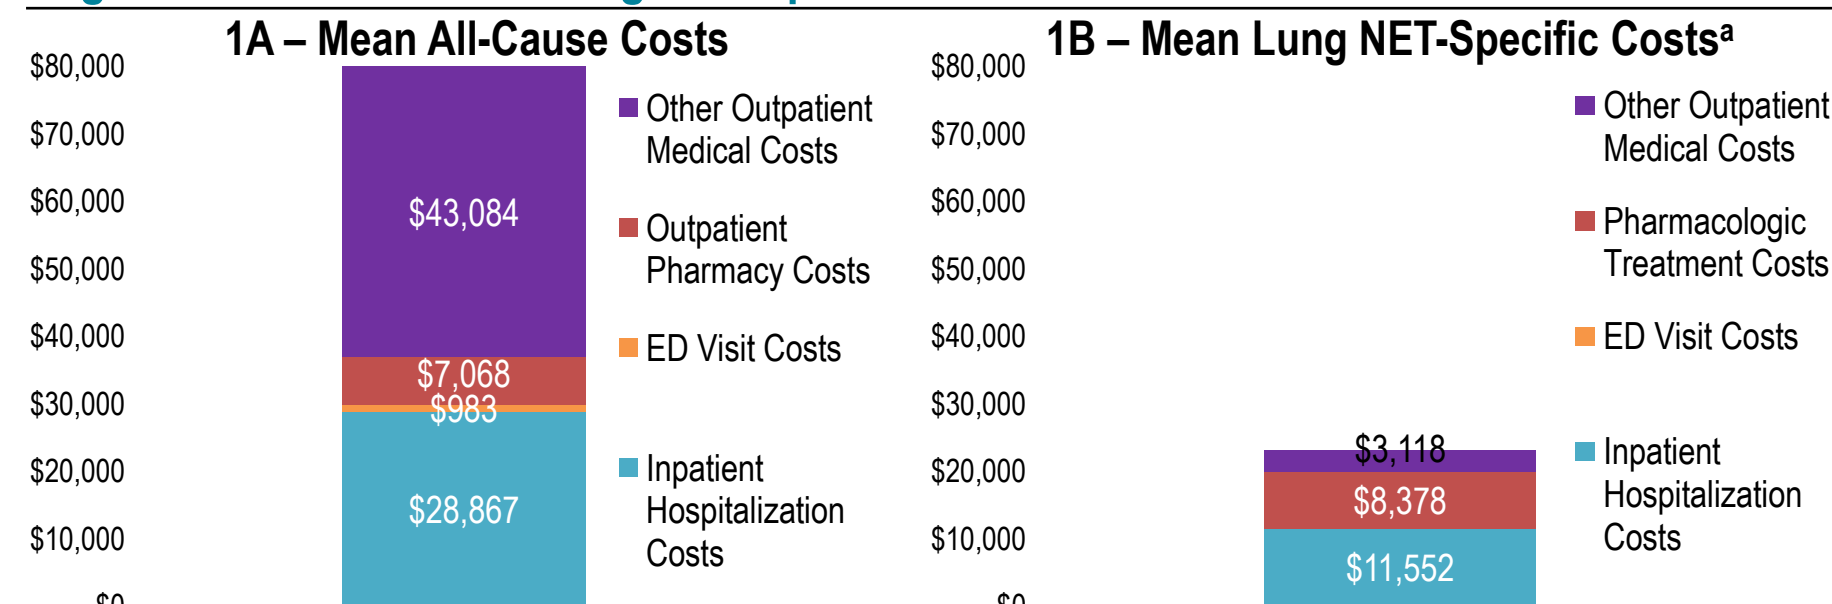 1A – Mean All-Cause Costs
$80,000
$70,000
$60,000
$50,000
$40,000
$30,000
$20,000
$10,000
$0
$43,084
$7,068
$983
$28,867
Other Outpatient
Medical Costs
Outpatient
Pharmacy Costs
ED Visit Costs
Inpatient
Hospitalization
Costs
1B – Mean Lung NET-Specific Costsᵃ
$80,000
$70,000
$60,000
$50,000
$40,000
$30,000
$20,000
$10,000
$0
$3,118
$8,378
$11,552
Other Outpatient
Medical Costs
Pharmacologic
Treatment Costs
ED Visit Costs
Inpatient
Hospitalization
Costs